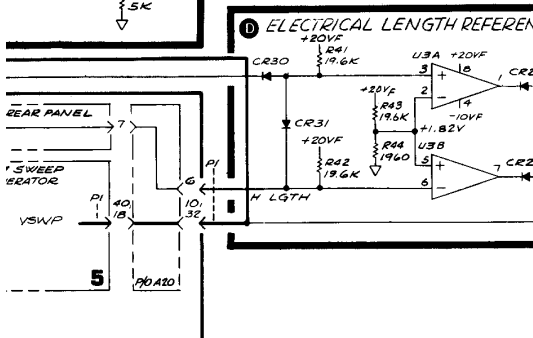 5K
D ELECTRICAL LENGTH REFEREN
+20VF
R41
19.6K
CR30
U3A +20VF
3
8
+
2
-
4
1
CR2
-10VF
+20VF
R43
19.6K
+1.82V
CR31
+20VF
R42
19.6K
R44
1960
U3B
5
+
6
-
7
CR2
REAR PANEL
7
SWEEP
ERATOR
P1
6
H LGTH
P1
VSWP
40,
18
10,
32
5
P/O A20